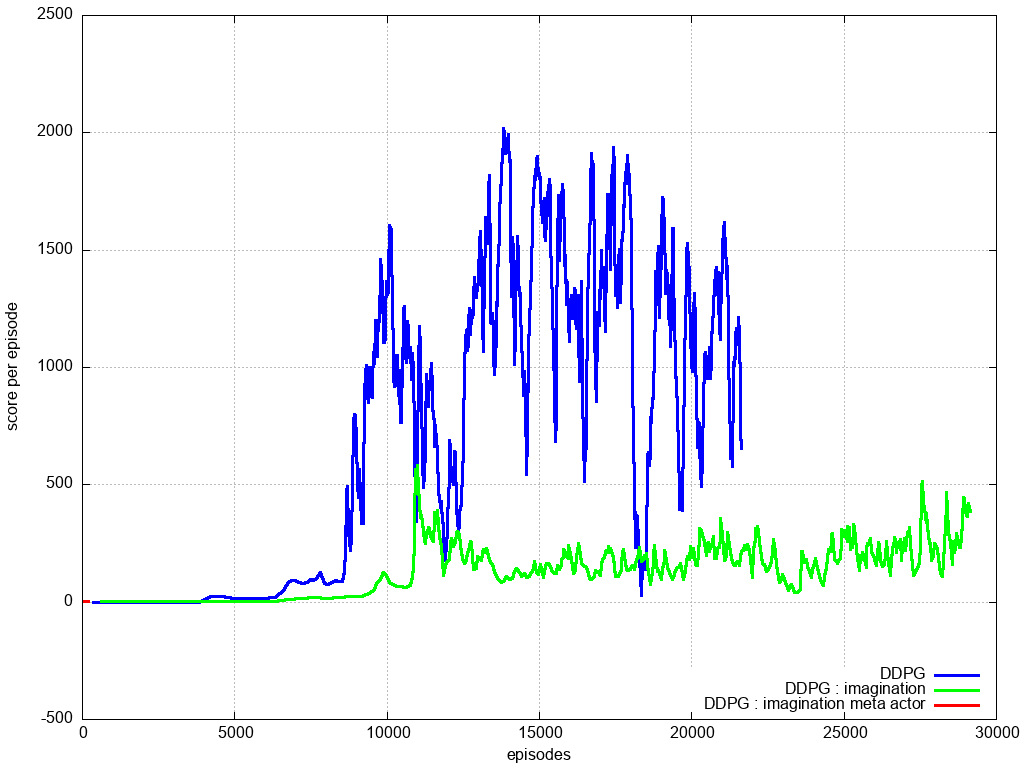 2500
2000
1500
1000
500
0
-500
score per episode
0 5000 10000 15000 20000 25000 30000
episodes
DDPG
DDPG : imagination
DDPG : imagination meta actor